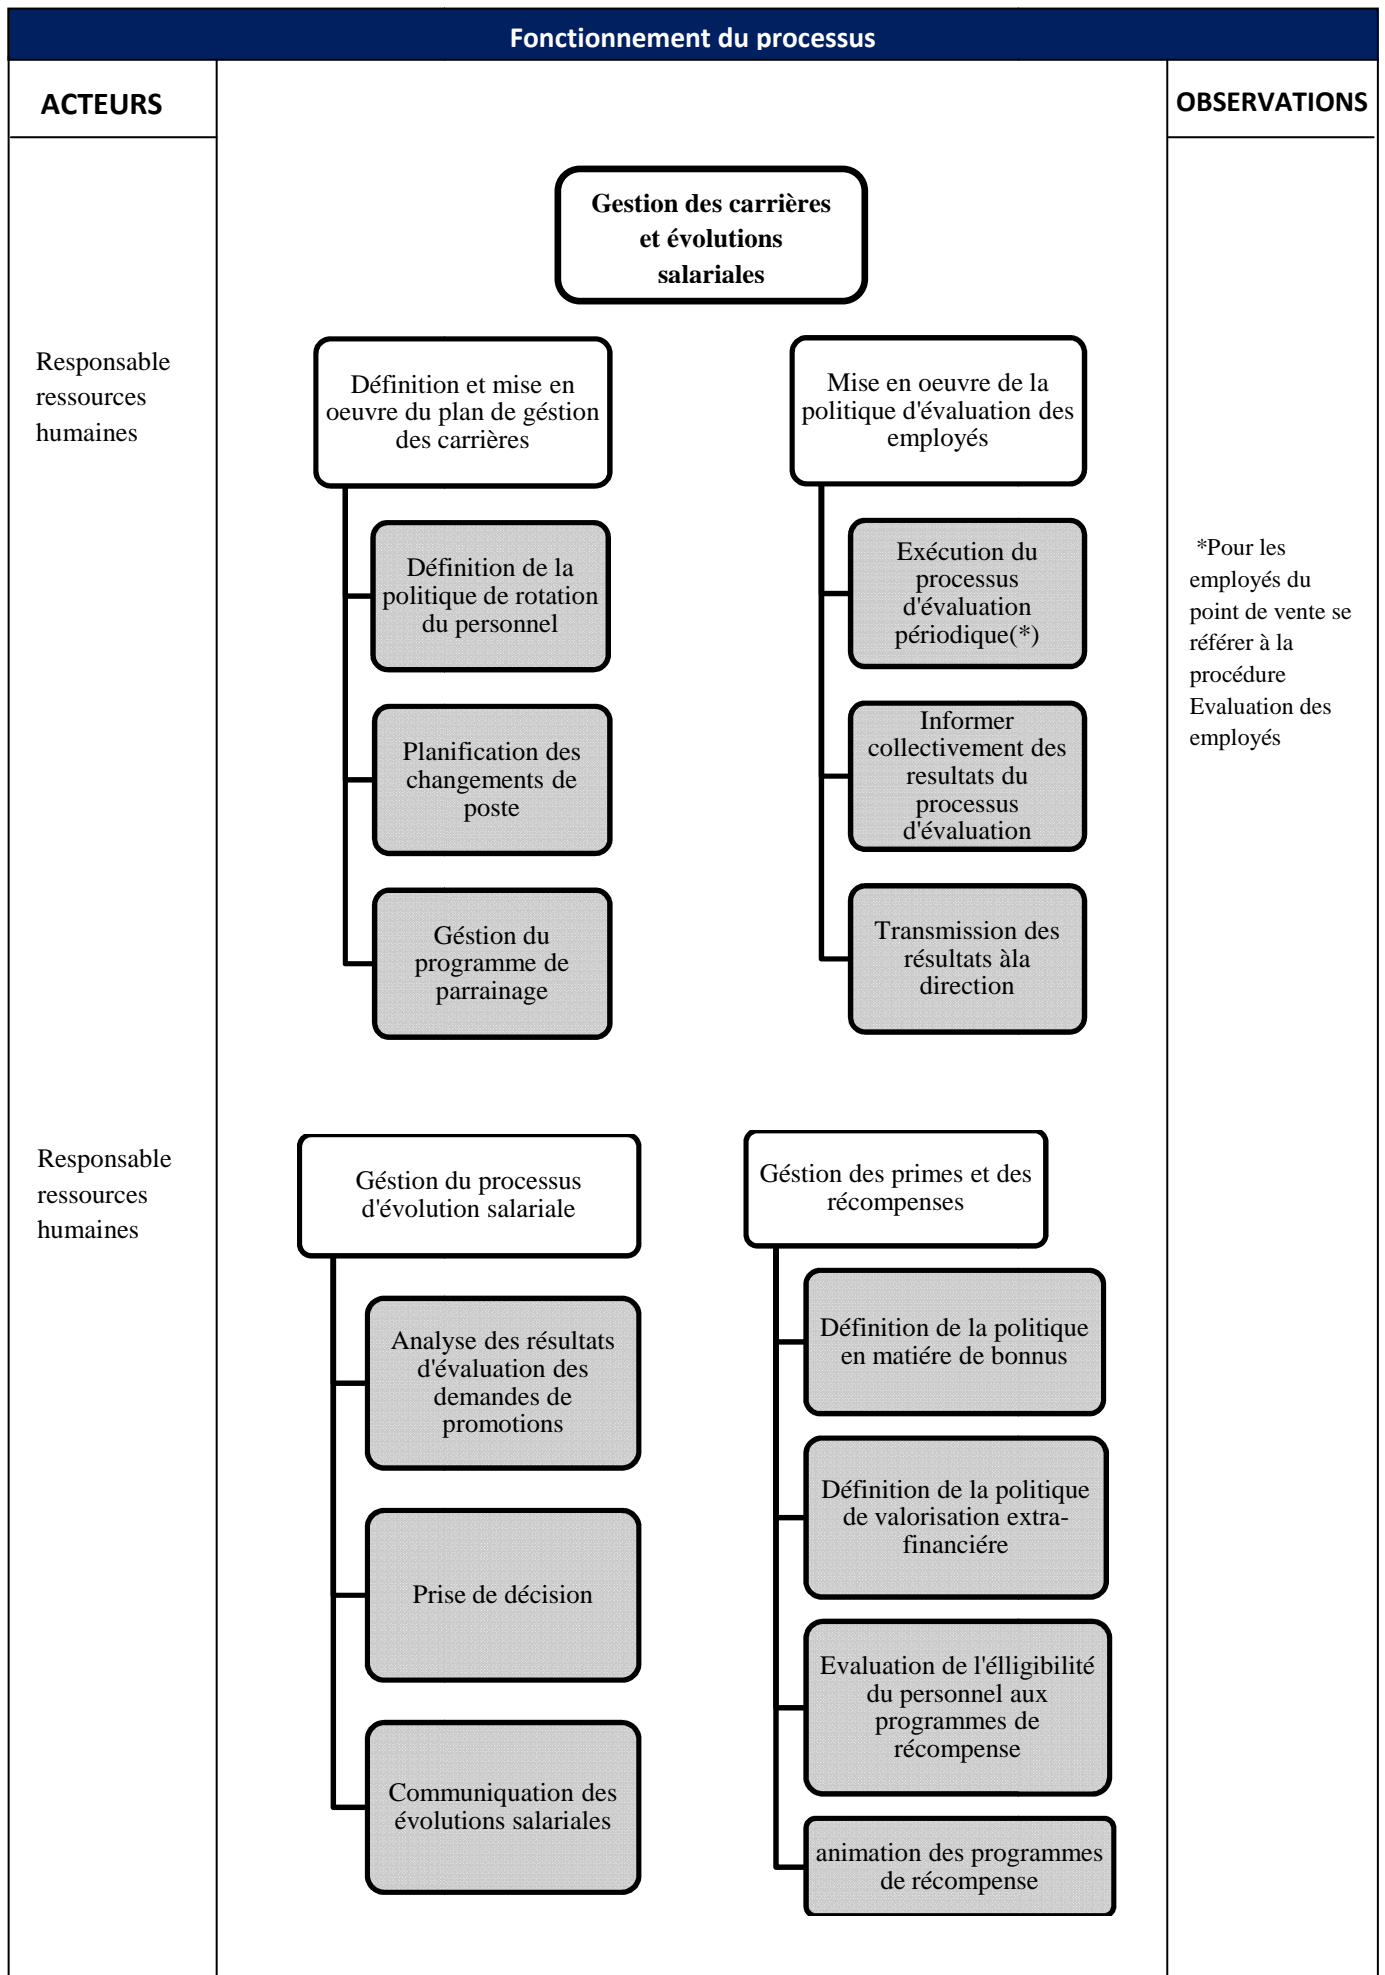 Fonctionnement du processus
ACTEURS
OBSERVATIONS
Gestion des carrières
et évolutions
salariales
Responsable
ressources
humaines
Définition et mise en
oeuvre du plan de géstion
des carrières
Définition de la
politique de rotation
du personnel
Planification des
changements de
poste
Géstion du
programme de
parrainage
Mise en oeuvre de la
politique d'évaluation des
employés
Exécution du
processus
d'évaluation
périodique(*)
Informer
collectivement des
resultats du
processus
d'évaluation
Transmission des
résultats àla
direction
*Pour les
employés du
point de vente se
référer à la
procédure
Evaluation des
employés
Responsable
ressources
humaines
Géstion du processus
d'évolution salariale
Analyse des résultats
d'évaluation des
demandes de
promotions
Prise de décision
Communiquation des
évolutions salariales
Géstion des primes et des
récompenses
Définition de la politique
en matiére de bonnus
Définition de la politique
de valorisation extra-
financiére
Evaluation de l'élligibilité
du personnel aux
programmes de
récompense
animation des programmes
de récompense